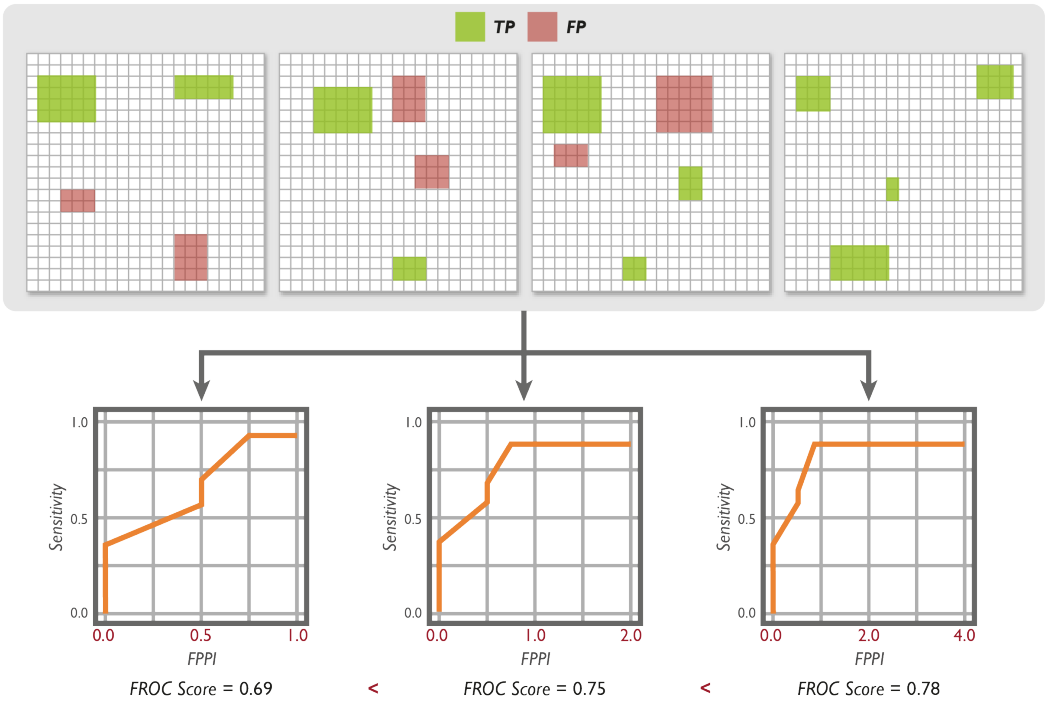 TP FP
1.0
0.5
0.0
Sensitivity
0.0 0.5 1.0
FPPI
FROC Score = 0.69
<
1.0
0.5
0.0
Sensitivity
0.0 1.0 2.0
FPPI
FROC Score = 0.75
<
1.0
0.5
0.0
Sensitivity
0.0 2.0 4.0
FPPI
FROC Score = 0.78